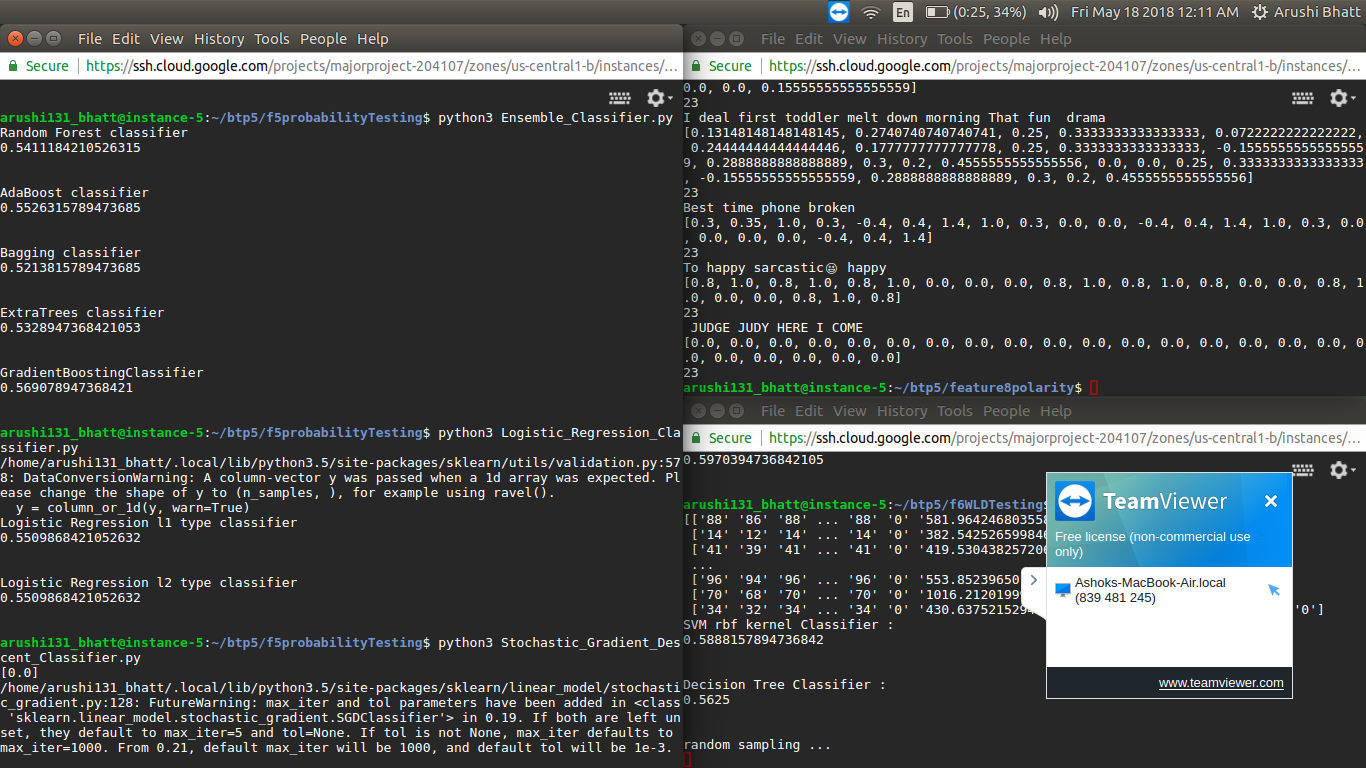 En (0:25, 34%) Fri May 18 2018 12:11 AM Arushi Bhatt
File Edit View History Tools People Help
Secure https://ssh.cloud.google.com/projects/majorproject-204107/zones/us-central1-b/instances/...
arushi131_bhatt@instance-5:~/btp5/f5probabilityTesting$ python3 Ensemble_Classifier.py
Random Forest classifier
0.5411184210526315
AdaBoost classifier
0.5526315789473685
Bagging classifier
0.5213815789473685
ExtraTrees classifier
0.5328947368421053
GradientBoostingClassifier
0.569078947368421
arushi131_bhatt@instance-5:~/btp5/f5probabilityTesting$ python3 Logistic_Regression_Cla
ssifier.py
/home/arushi131_bhatt/.local/lib/python3.5/site-packages/sklearn/utils/validation.py:57
8: DataConversionWarning: A column-vector y was passed when a 1d array was expected. Pl
ease change the shape of y to (n_samples, ), for example using ravel().
y = column_or_1d(y, warn=True)
Logistic Regression l1 type classifier
0.5509868421052632
Logistic Regression l2 type classifier
0.5509868421052632
arushi131_bhatt@instance-5:~/btp5/f5probabilityTesting$ python3 Stochastic_Gradient_Des
cent_Classifier.py
[0.0]
/home/arushi131_bhatt/.local/lib/python3.5/site-packages/sklearn/linear_model/stochasti
c_gradient.py:128: FutureWarning: max_iter and tol parameters have been added in <class
'sklearn.linear_model.stochastic_gradient.SGDClassifier'> in 0.19. If both are left un
set, they default to max_iter=5 and tol=None. If tol is not None, max_iter defaults to
max_iter=1000. From 0.21, default max_iter will be 1000, and default tol will be 1e-3.
File Edit View History Tools People Help
Secure https://ssh.cloud.google.com/projects/majorproject-204107/zones/us-central1-b/instances/...
0.0, 0.0, 0.15555555555555559]
23
I deal first toddler melt down morning That fun  drama
[0.13148148148148145, 0.2740740740740741, 0.25, 0.3333333333333333, 0.0722222222222222,
0.24444444444444446, 0.1777777777777778, 0.25, 0.3333333333333333, -0.1555555555555555
9, 0.2888888888888889, 0.3, 0.2, 0.4555555555555556, 0.0, 0.0, 0.25, 0.3333333333333333
, -0.15555555555555559, 0.2888888888888889, 0.3, 0.2, 0.4555555555555556]
23
Best time phone broken
[0.3, 0.35, 1.0, 0.3, -0.4, 0.4, 1.4, 1.0, 0.3, 0.0, 0.0, -0.4, 0.4, 1.4, 1.0, 0.3, 0.0
, 0.0, 0.0, 0.0, -0.4, 0.4, 1.4]
23
To happy sarcastic😫 happy
[0.8, 1.0, 0.8, 1.0, 0.8, 1.0, 0.0, 0.0, 0.0, 0.8, 1.0, 0.8, 1.0, 0.8, 0.0, 0.0, 0.8, 1
.0, 0.0, 0.0, 0.8, 1.0, 0.8]
23
JUDGE JUDY HERE I COME
[0.0, 0.0, 0.0, 0.0, 0.0, 0.0, 0.0, 0.0, 0.0, 0.0, 0.0, 0.0, 0.0, 0.0, 0.0, 0.0, 0.0, 0
.0, 0.0, 0.0, 0.0, 0.0, 0.0]
23
arushi131_bhatt@instance-5:~/btp5/feature8polarity$
File Edit View History Tools People Help
Secure https://ssh.cloud.google.com/projects/majorproject-204107/zones/us-central1-b/instances/...
0.5970394736842105
arushi131_bhatt@instance-5:~/btp5/f6WLDTesting$
[['88' '86' '88' ... '88' '0' '581.964246803558
['14' '12' '14' ... '14' '0' '382.542526599846
['41' '39' '41' ... '41' '0' '419.530438257206
...
['96' '94' '96' ... '96' '0' '553.85239650
['70' '68' '70' ... '70' '0' '1016.2120199
['34' '32' '34' ... '34' '0' '430.637521529 '0']
SVM rbf kernel Classifier :
0.5888157894736842
Decision Tree Classifier :
0.5625
random sampling ...
TeamViewer
Free license (non-commercial use
only)
Ashoks-MacBook-Air.local
(839 481 245)
www.teamviewer.com